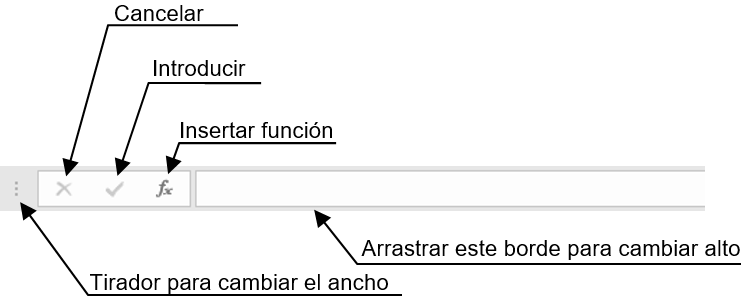 Cancelar
Introducir
Insertar función
fx
Arrastrar este borde para cambiar alto
Tirador para cambiar el ancho